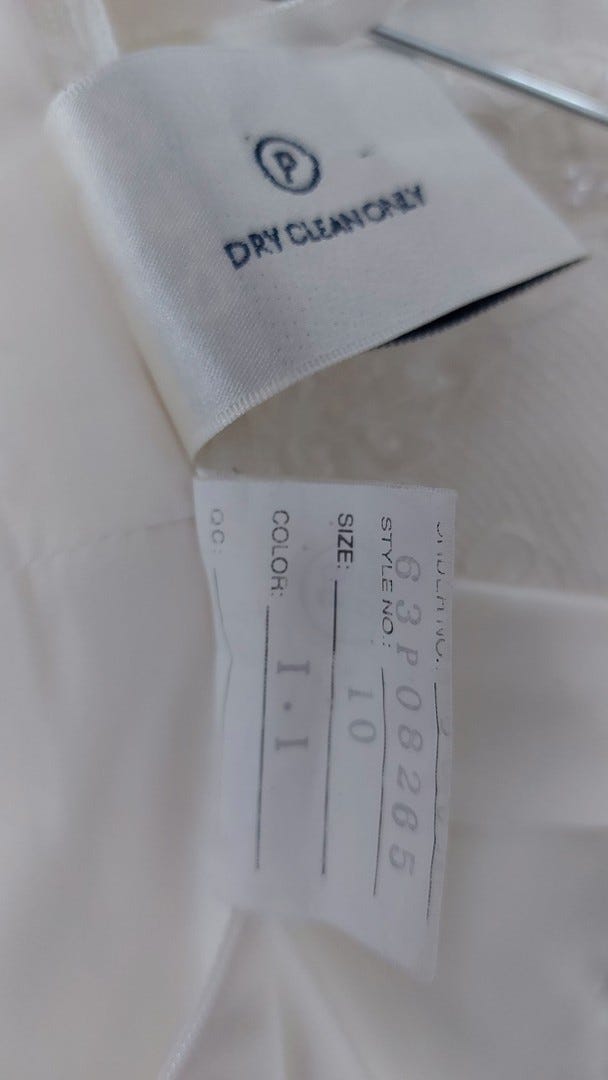 P
DRY CLEAN ONLY
STYLE NO.: 63P08265
SIZE: 10
COLOR: I.I
QC: